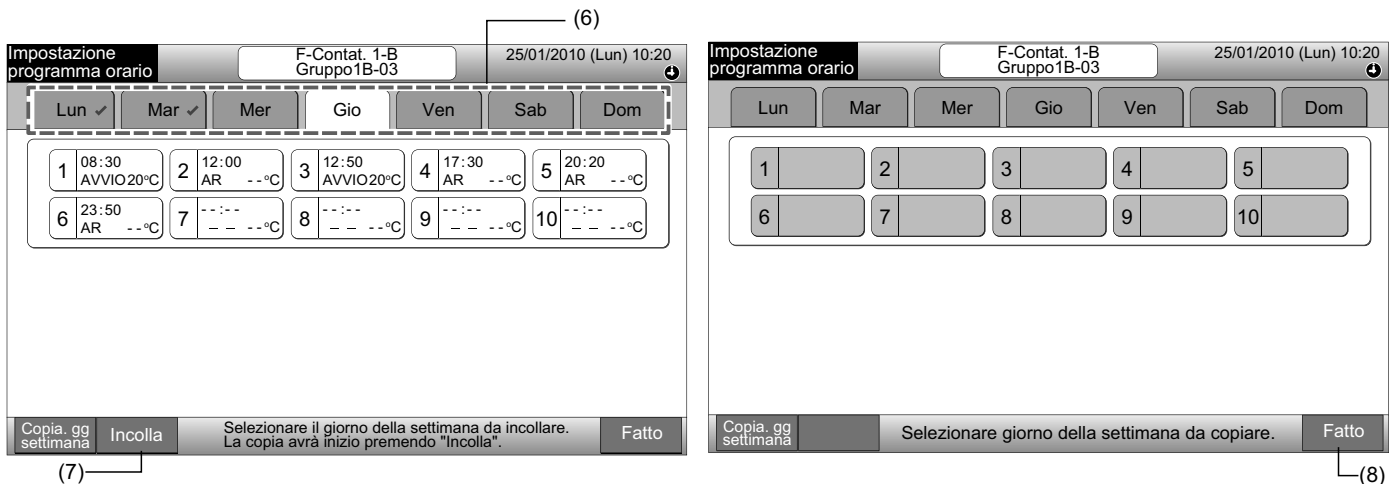 (6)
Impostazione
programma orario
F-Contat. 1-B
Gruppo1B-03
25/01/2010 (Lun) 10:20
Lun ✓ Mar ✓ Mer Gio Ven Sab Dom
1 08:30 AVVIO20°C 2 12:00 AR --°C 3 12:50 AVVIO20°C 4 17:30 AR --°C 5 20:20 AR --°C
6 23:50 AR --°C 7 --:-- – – --°C 8 --:-- – – --°C 9 --:-- – – --°C 10 --:-- – – --°C
Copia. gg
settimana
Incolla
Selezionare il giorno della settimana da incollare.
La copia avrà inizio premendo "Incolla".
Fatto
(7)
Impostazione
programma orario
F-Contat. 1-B
Gruppo1B-03
25/01/2010 (Lun) 10:20
Lun Mar Mer Gio Ven Sab Dom
1 2 3 4 5
6 7 8 9 10
Copia. gg
settimana
Selezionare giorno della settimana da copiare.
Fatto
(8)